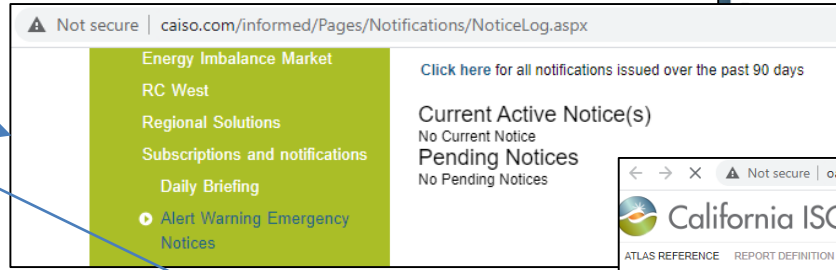 Not secure | caiso.com/informed/Pages/Notifications/NoticeLog.aspx
Energy Imbalance Market
RC West
Regional Solutions
Subscriptions and notifications
Daily Briefing
Alert Warning Emergency
Notices
Click here for all notifications issued over the past 90 days
Current Active Notice(s)
No Current Notice
Pending Notices
No Pending Notices
Not secure
California
ATLAS REFERENCE REPORT DEFINITION